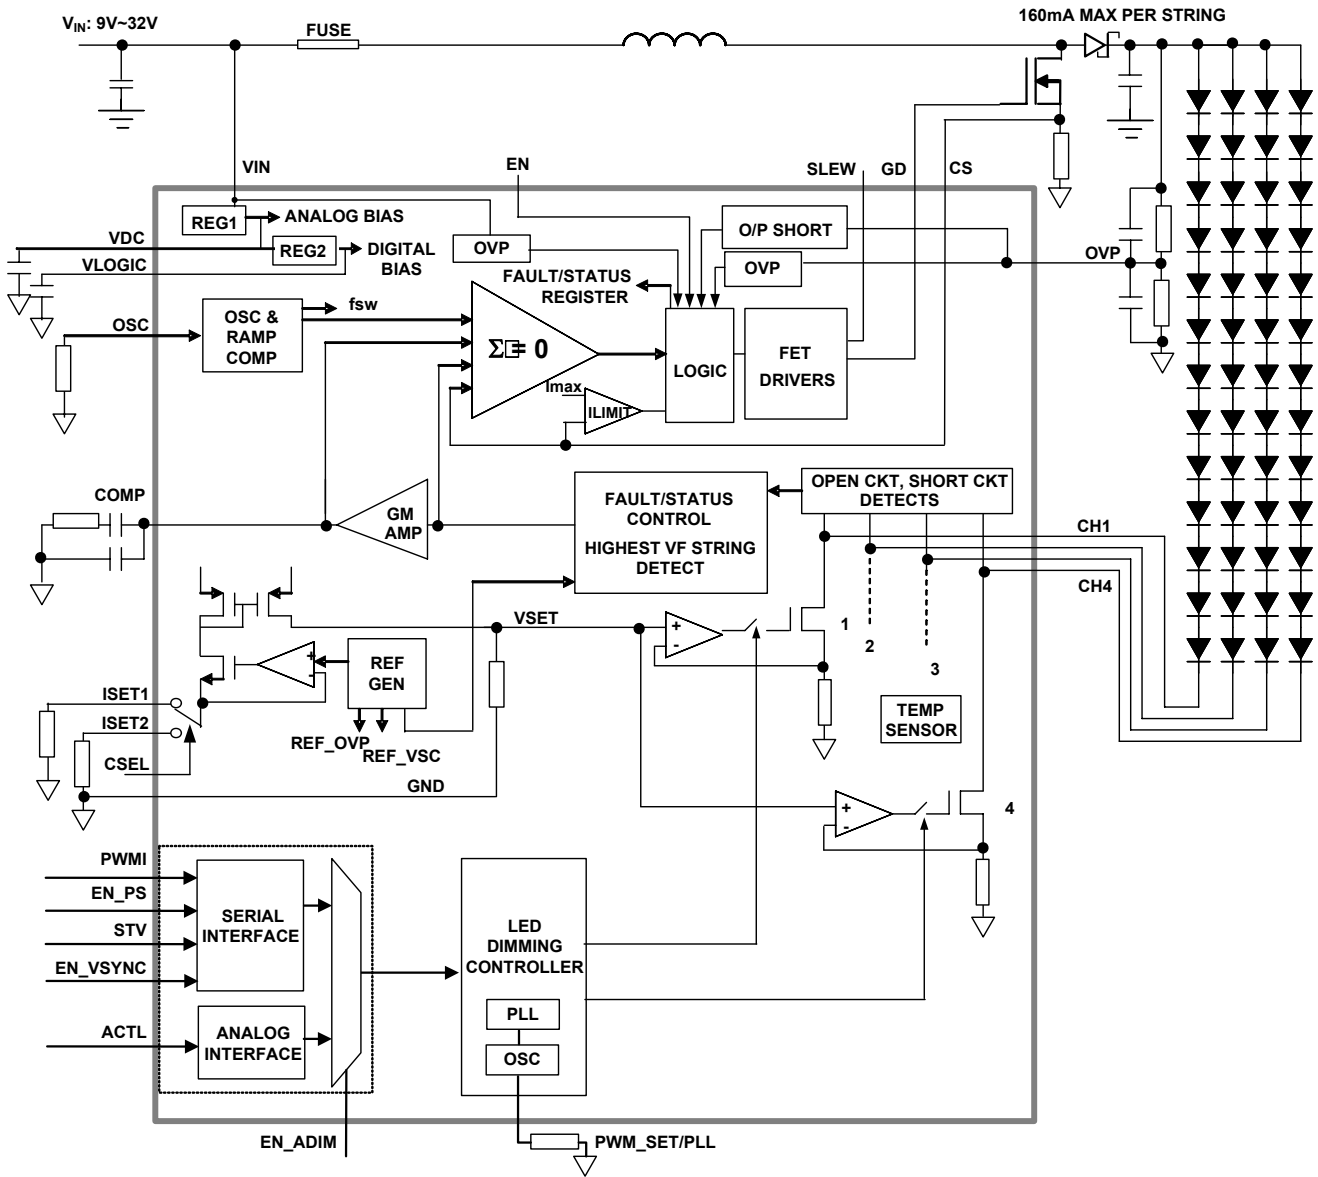 160mA MAX PER STRING
VIN: 9V~32V
FUSE
VIN
EN
SLEW
GD
CS
REG1
ANALOG BIAS
O/P SHORT
VDC
REG2
DIGITAL
BIAS
OVP
OVP
OVP
VLOGIC
FAULT/STATUS
REGISTER
OSC
OSC &
RAMP
COMP
fsw
Σ = 0
LOGIC
FET
DRIVERS
Imax
ILIMIT
COMP
GM
AMP
FAULT/STATUS
CONTROL
HIGHEST VF STRING
DETECT
OPEN CKT, SHORT CKT
DETECTS
CH1
CH4
VSET
+
-
1
2
3
+
-
REF
GEN
ISET1
ISET2
CSEL
REF_OVP
REF_VSC
TEMP
SENSOR
GND
+
-
4
PWMI
EN_PS
STV
EN_VSYNC
SERIAL
INTERFACE
LED
DIMMING
CONTROLLER
ACTL
ANALOG
INTERFACE
PLL
OSC
EN_ADIM
PWM_SET/PLL